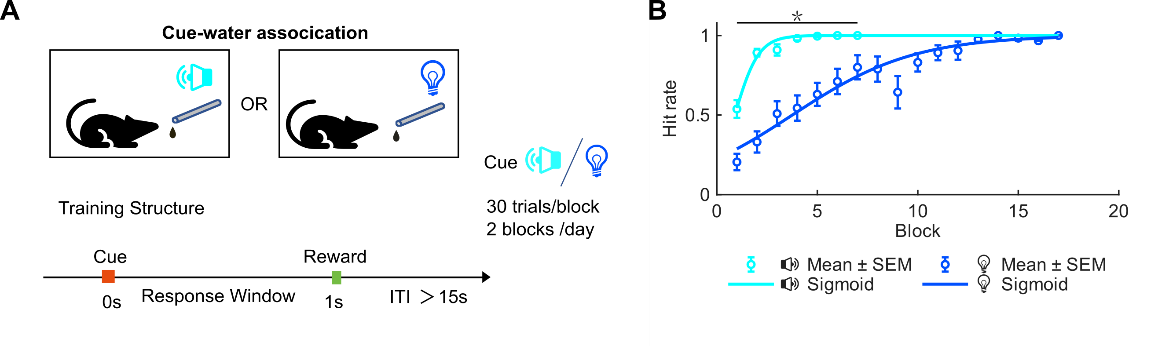 A
Cue-water assocication
OR
Cue
30 trials/block
2 blocks /day
Training Structure
Cue
Reward
0s
Response Window
1s
ITI > 15s
B
*
Hit rate
1
0.5
0
0
5
10
15
20
Block
Mean ± SEM
Mean ± SEM
Sigmoid
Sigmoid